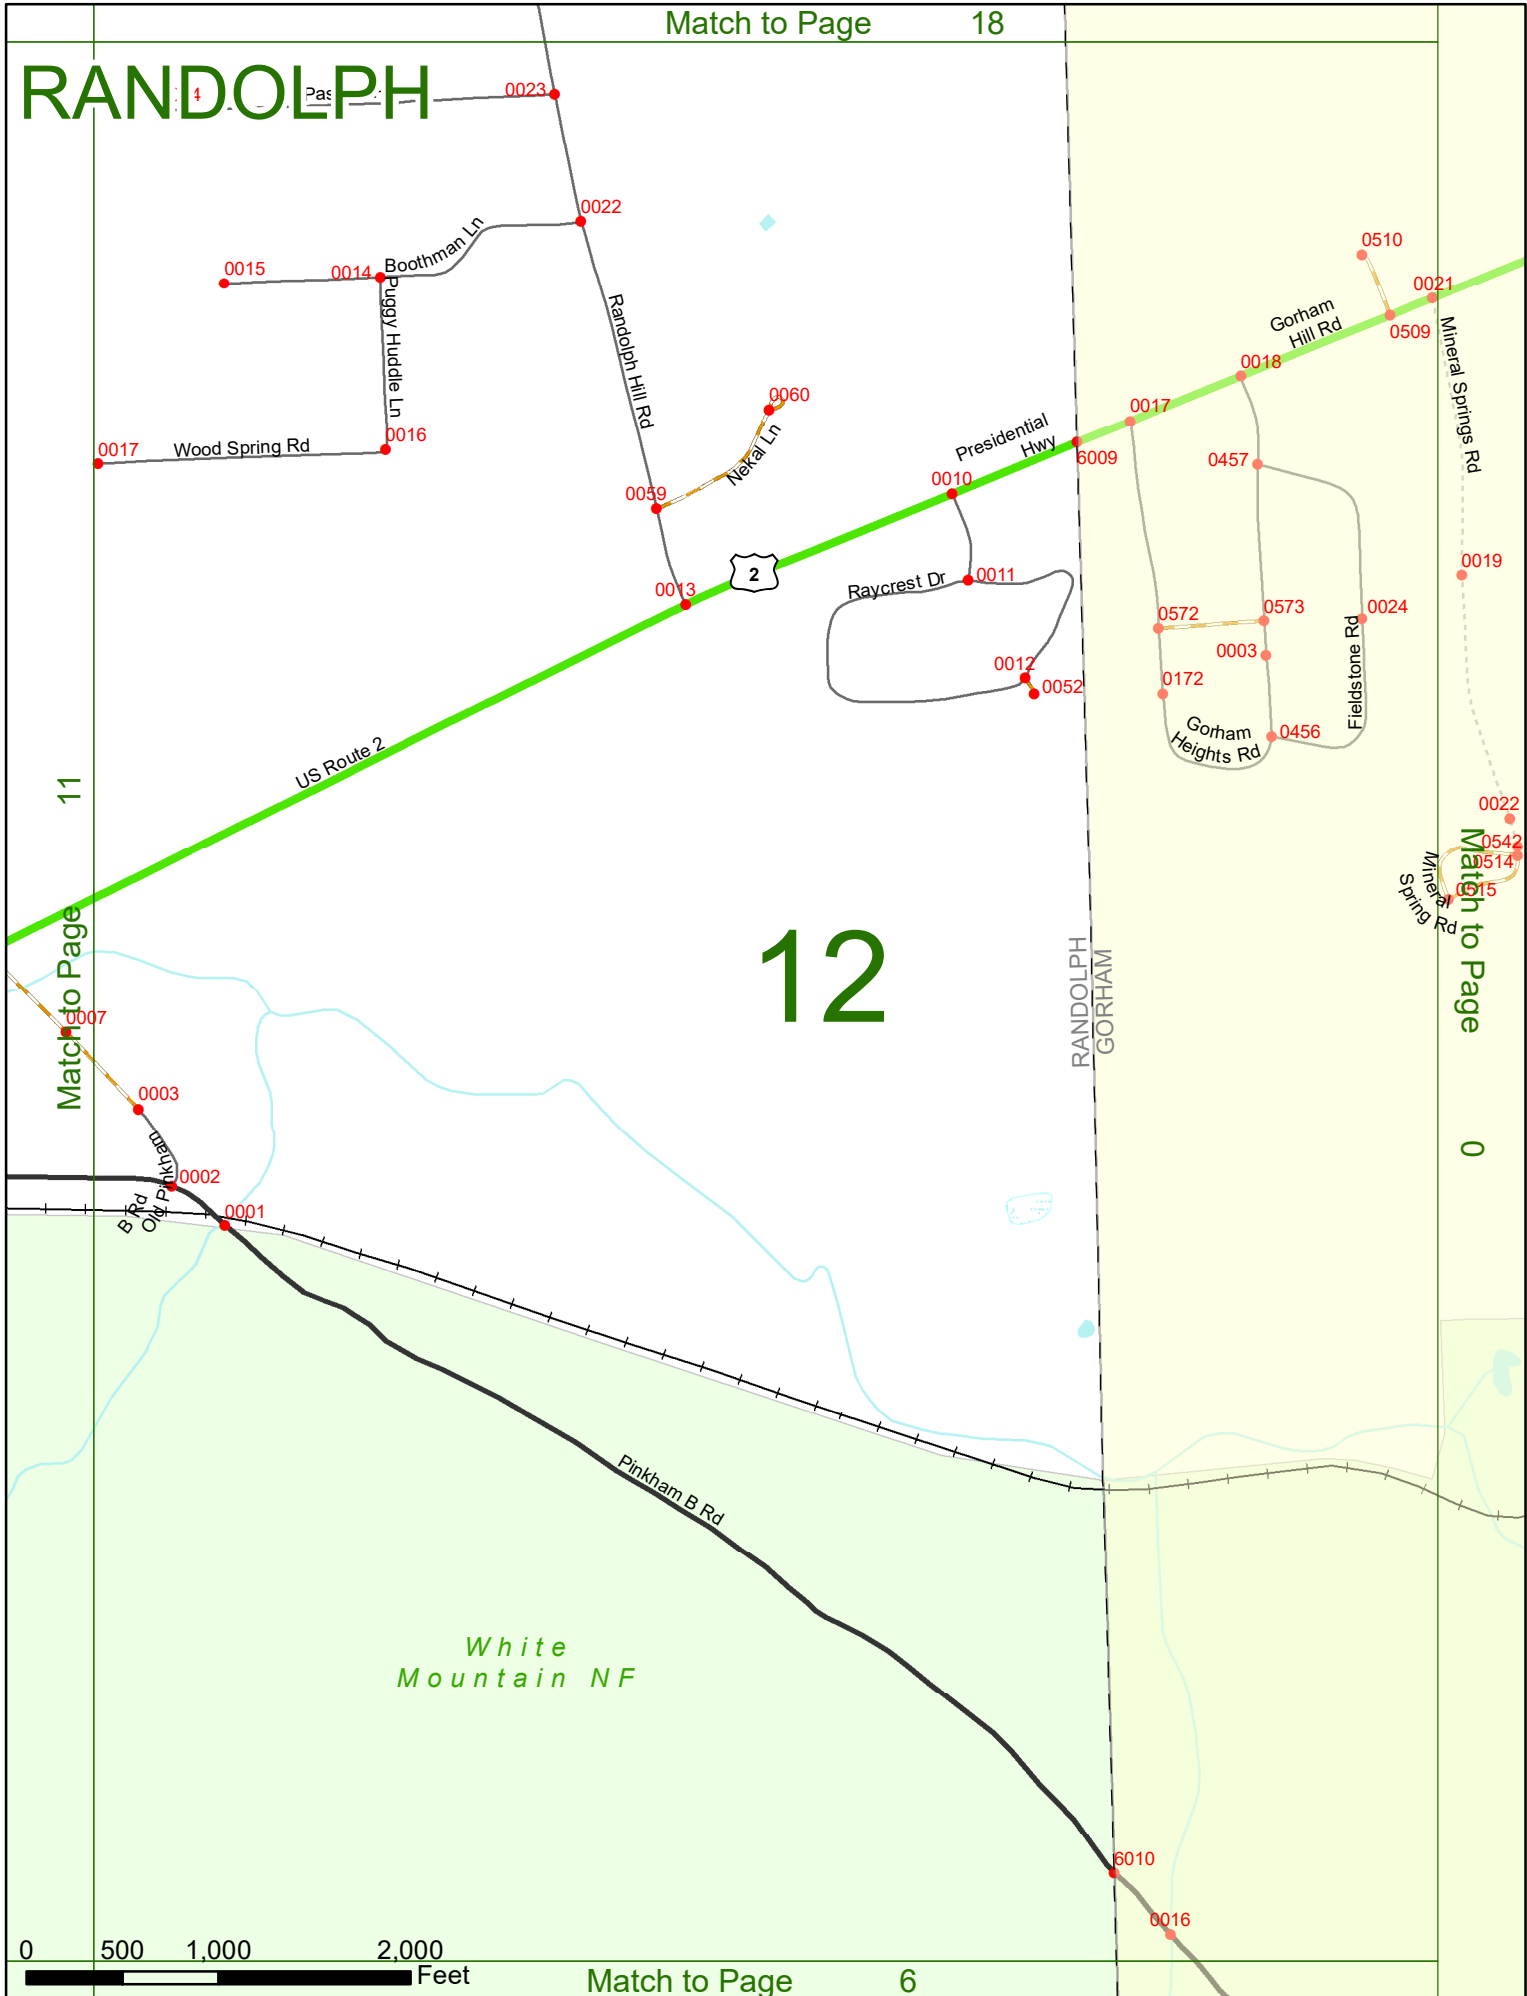 Match to Page 18
RANDOLPH
0023
0022
Boothman Ln
0015
0014
Puggy Huddle Ln
Randolph Hill Rd
0510
0021
Gorham
Hill Rd
0509
Mineral Springs Rd
0018
0060
0017
Presidential
Hwy
6009
0017
Wood Spring Rd
0016
Nekal Ln
0457
0059
0010
2
0013
Raycrest Dr
0011
0019
0572
0573
0024
0003
Fieldstone Rd
0012
0052
0172
Gorham
Heights Rd
0456
US Route 2
11
Match to Page
0022
0542
0514
0515
Mineral
Spring Rd
Match to Page
0
12
RANDOLPH
GORHAM
0007
0003
Old Pinkham
B Rd
0002
0001
Pinkham B Rd
White
Mountain NF
6010
0016
0 500 1,000 2,000
Feet
Match to Page 6